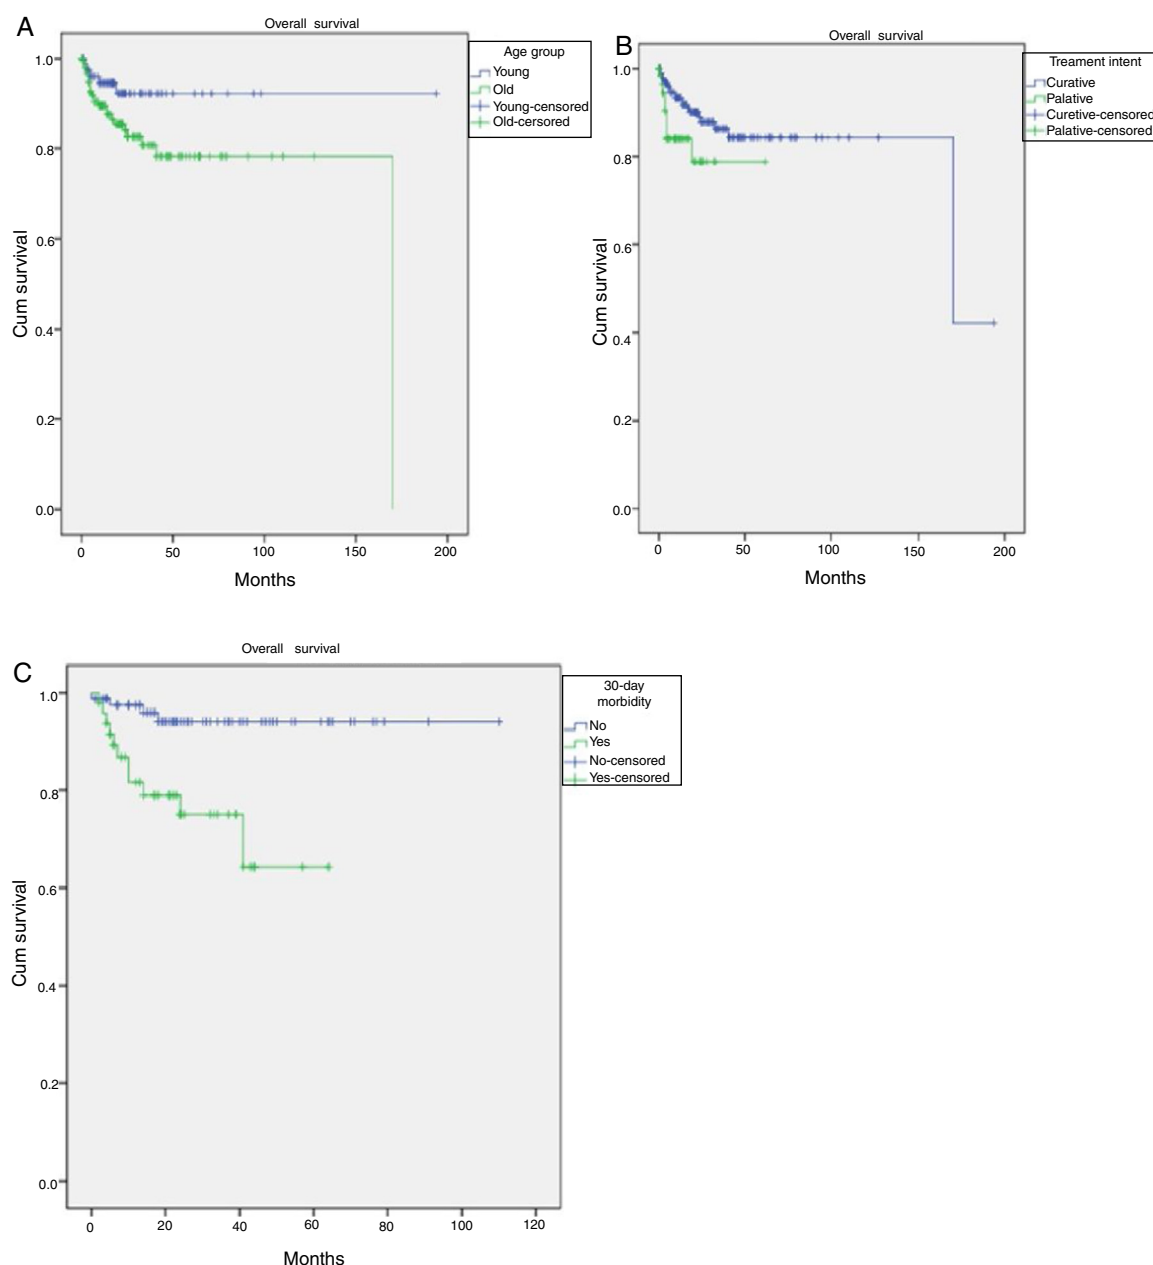 A
Overall survival
Age group
Young
Old
Young-censored
Old-censored
1.0
0.8
0.6
0.4
0.2
0.0
Cum survival
0 50 100 150 200
Months
B
Overall survival
Treament intent
Curative
Palative
Curetive-censored
Palative-censored
1.0
0.8
0.6
0.4
0.2
0.0
Cum survival
0 50 100 150 200
Months
C
Overall survival
30-day
morbidity
No
Yes
No-censored
Yes-censored
1.0
0.8
0.6
0.4
0.2
0.0
Cum survival
0 20 40 60 80 100 120
Months